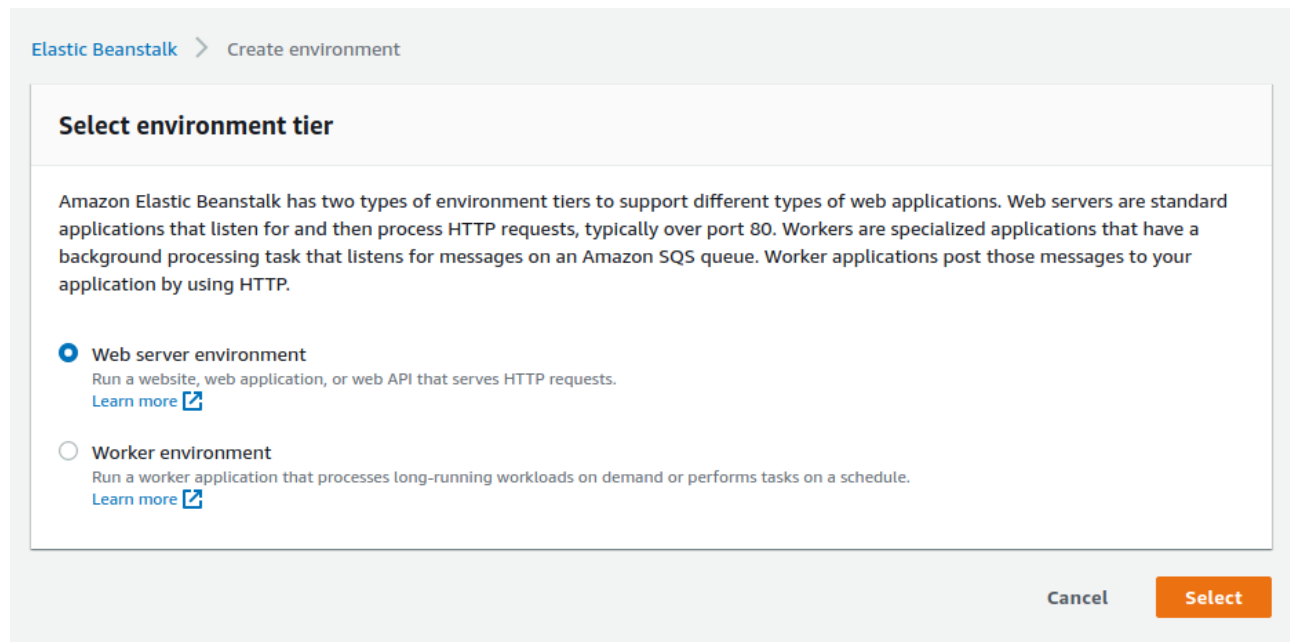 Elastic Beanstalk > Create environment
Select environment tier
Amazon Elastic Beanstalk has two types of environment tiers to support different types of web applications. Web servers are standard
applications that listen for and then process HTTP requests, typically over port 80. Workers are specialized applications that have a
background processing task that listens for messages on an Amazon SQS queue. Worker applications post those messages to your
application by using HTTP.
Web server environment
Run a website, web application, or web API that serves HTTP requests.
Learn more
Worker environment
Run a worker application that processes long-running workloads on demand or performs tasks on a schedule.
Learn more
Cancel Select